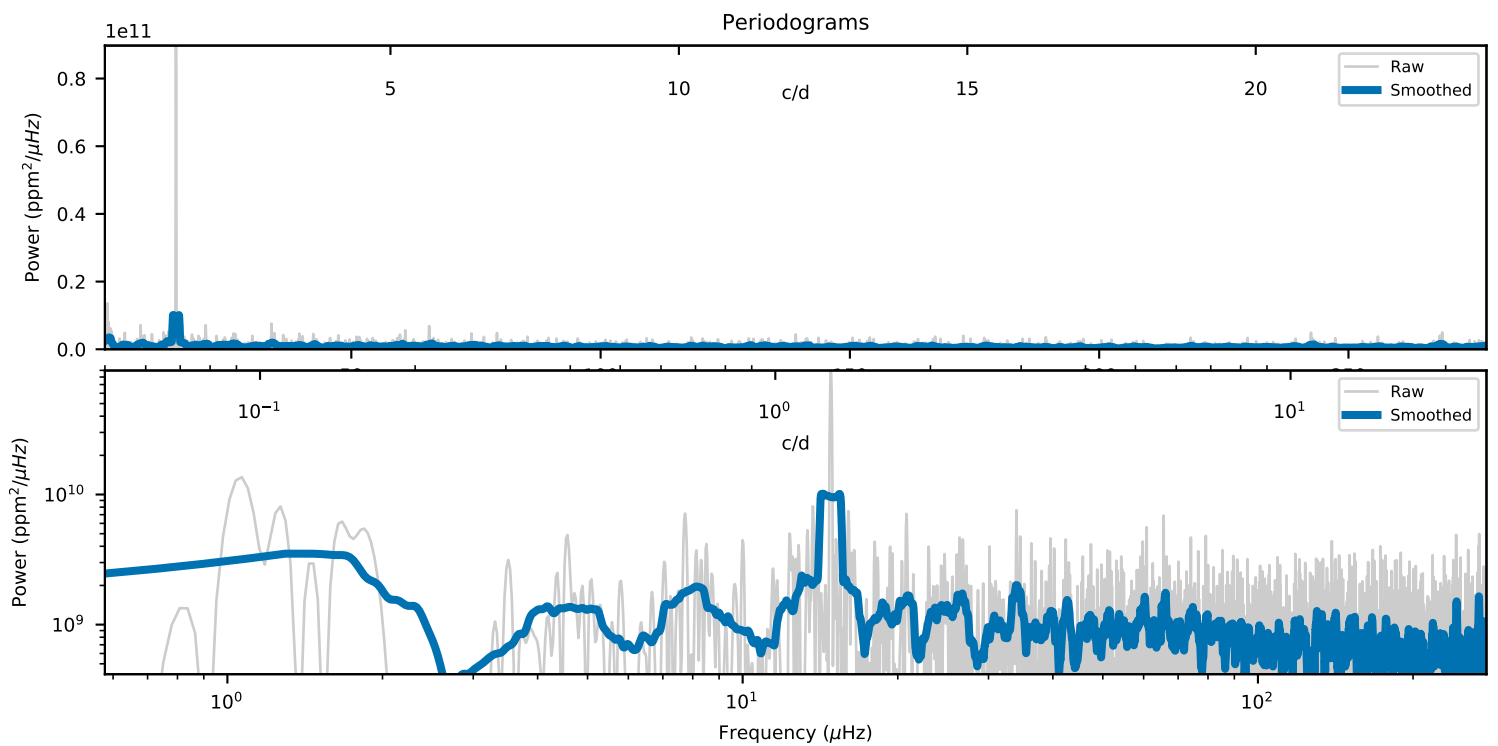 Periodograms
1e11
5 10 15 20
c/d
Raw
Smoothed
0.8
0.6
0.4
0.2
0.0
Power (ppm²/μHz)
10⁻¹ 10⁰ 10¹
c/d
Raw
Smoothed
10¹⁰
10⁹
Power (ppm²/μHz)
10⁰ 10¹ 10²
Frequency (μHz)